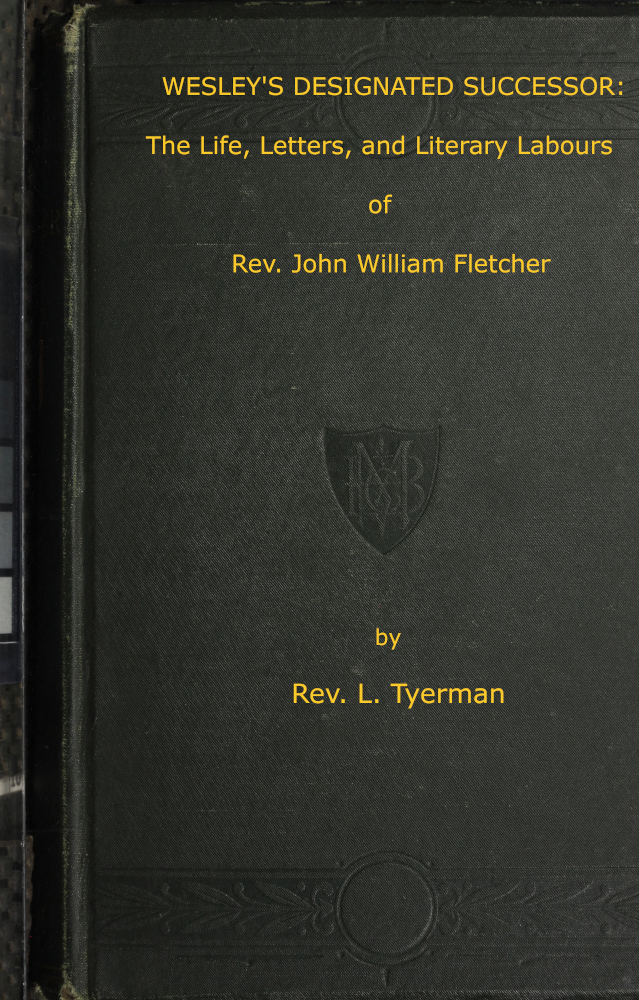 WESLEY'S DESIGNATED SUCCESSOR:
The Life, Letters, and Literary Labours
of
Rev. John William Fletcher
by
Rev. L. Tyerman